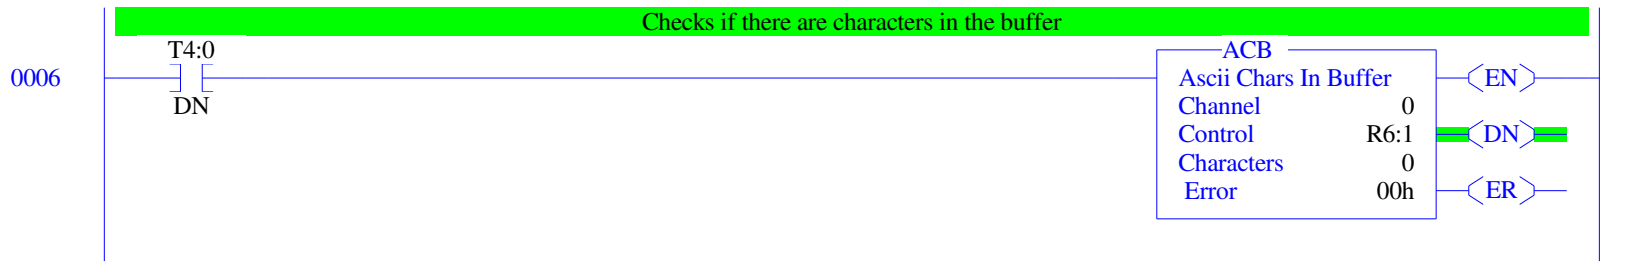 Checks if there are characters in the buffer
T4:0
ACB
0006
Ascii Chars In Buffer
EN
DN
Channel 0
Control R6:1
DN
Characters 0
Error 00h
ER